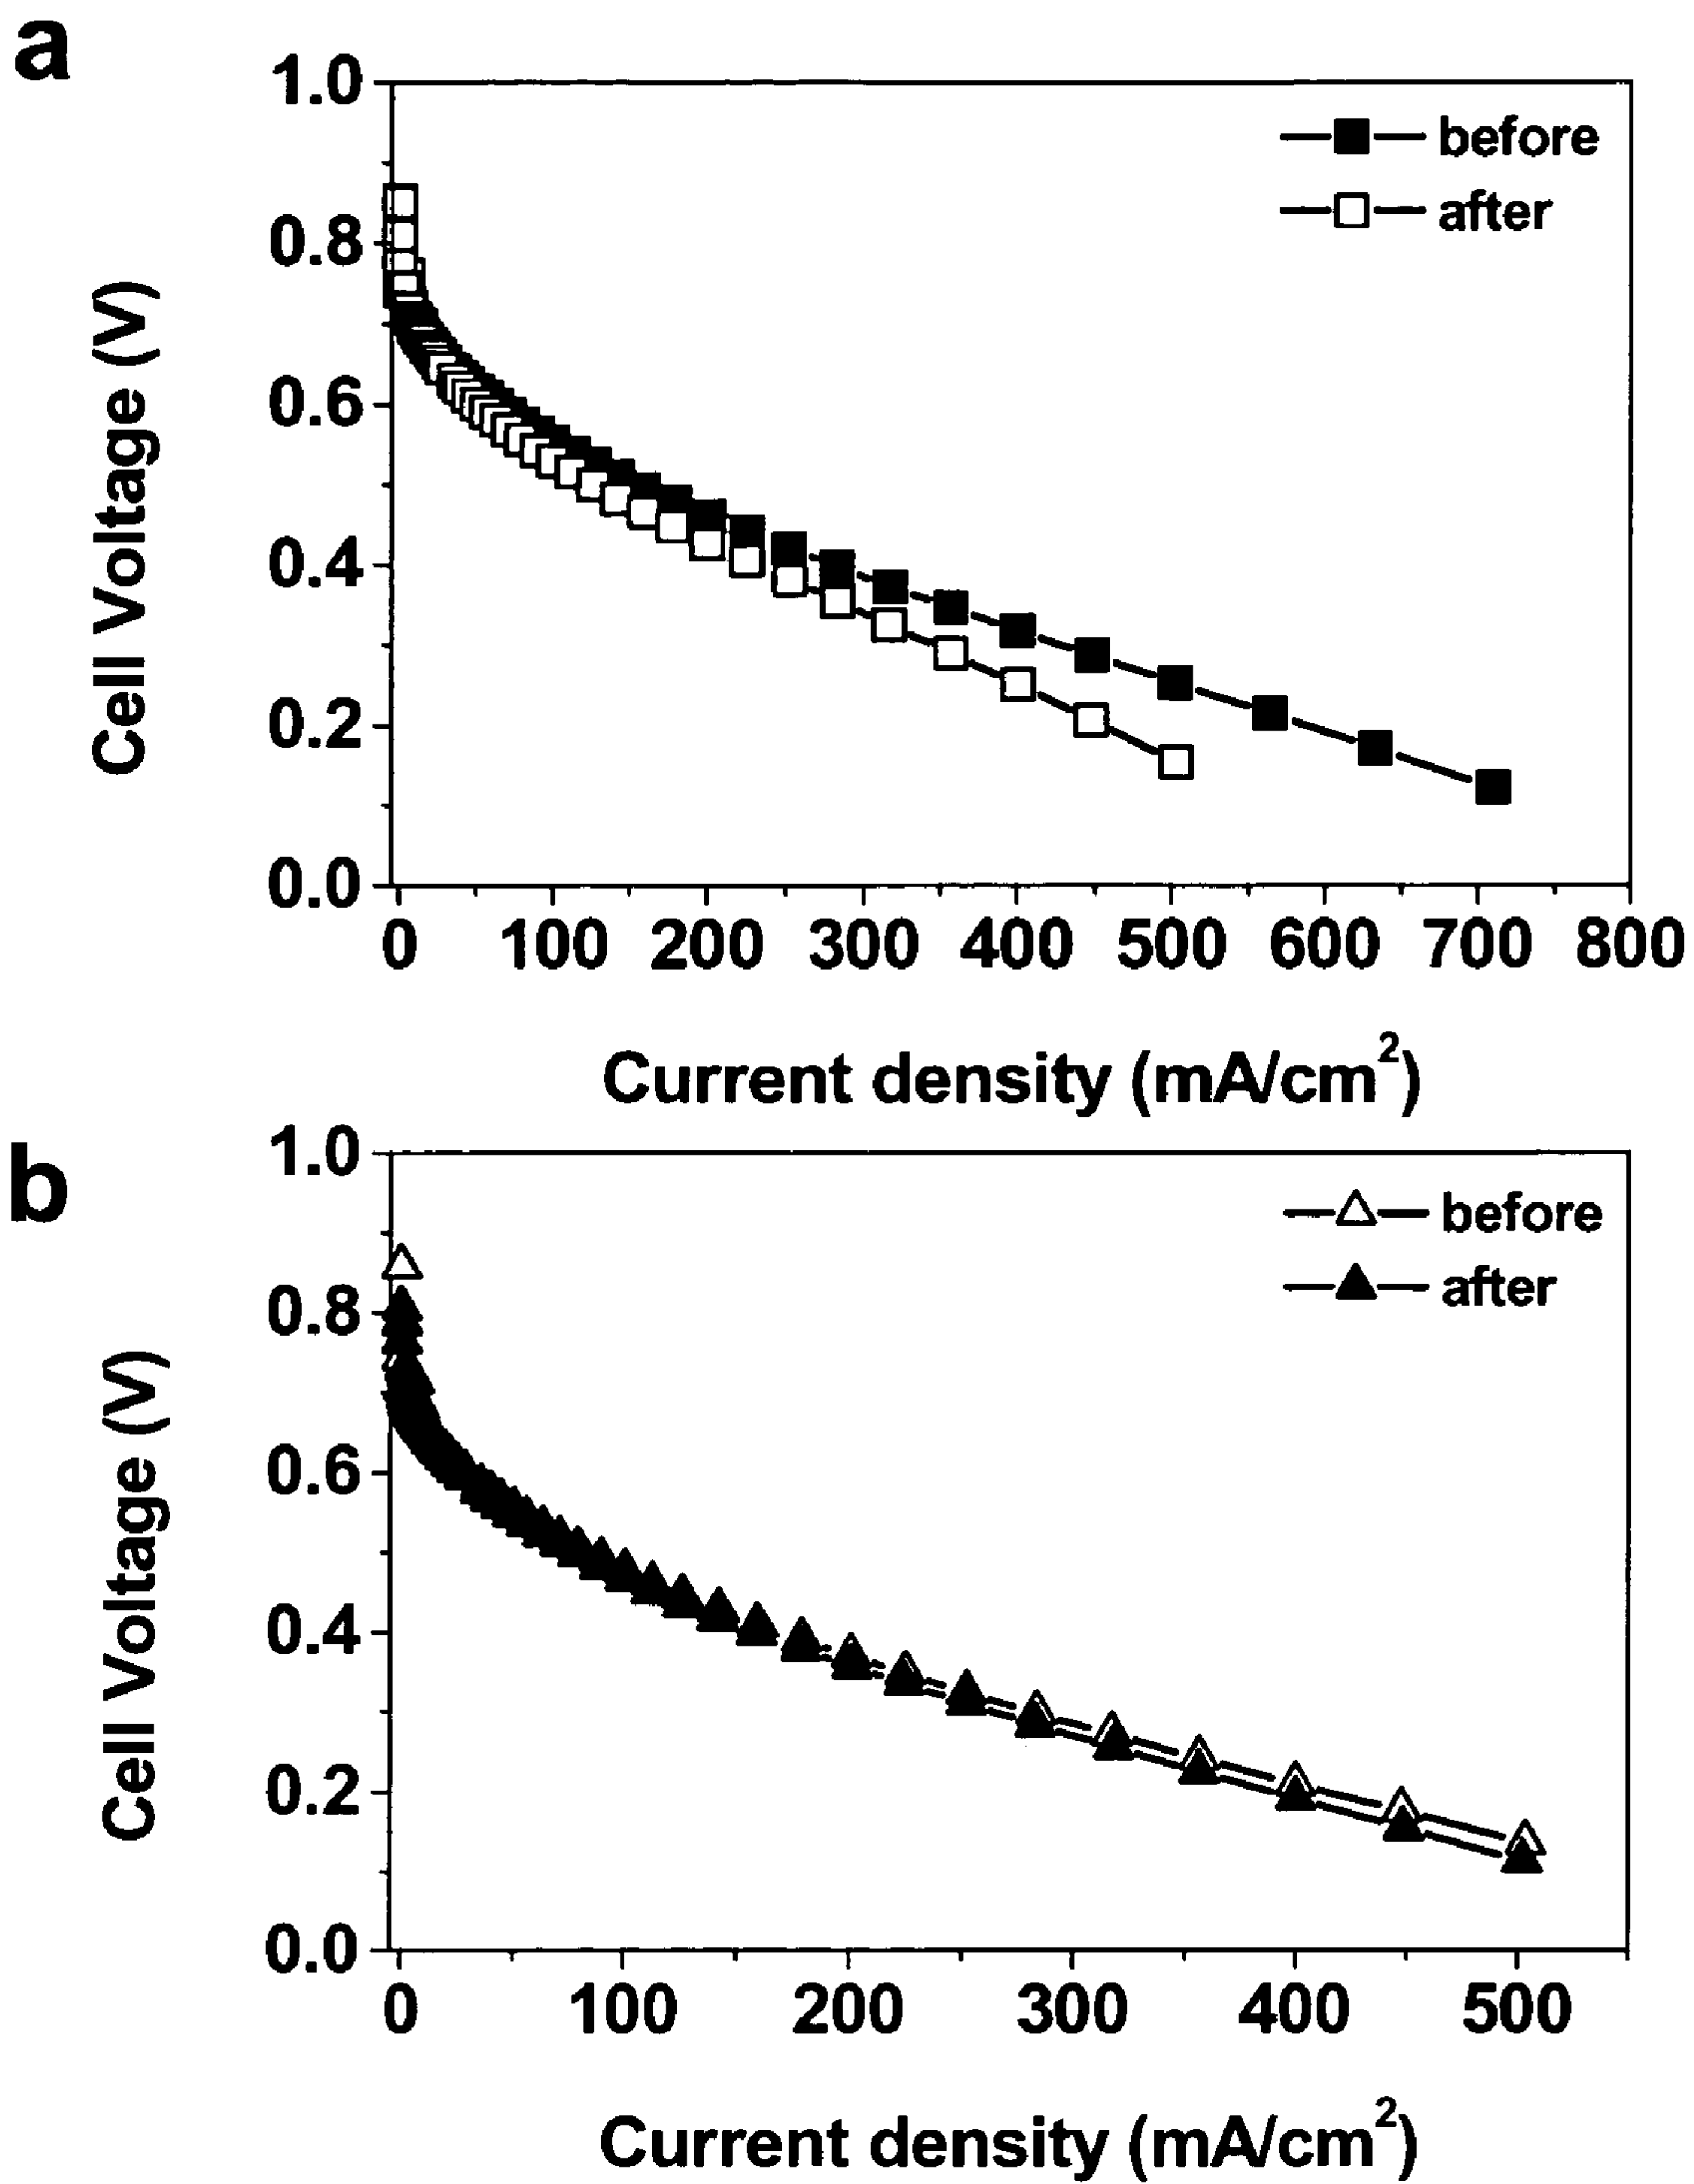 a
1.0
0.8
0.6
0.4
0.2
0.0
Cell Voltage (V)
before
after
0 100 200 300 400 500 600 700 800
Current density (mA/cm²)
b
1.0
0.8
0.6
0.4
0.2
0.0
Cell Voltage (V)
before
after
0 100 200 300 400 500
Current density (mA/cm²)